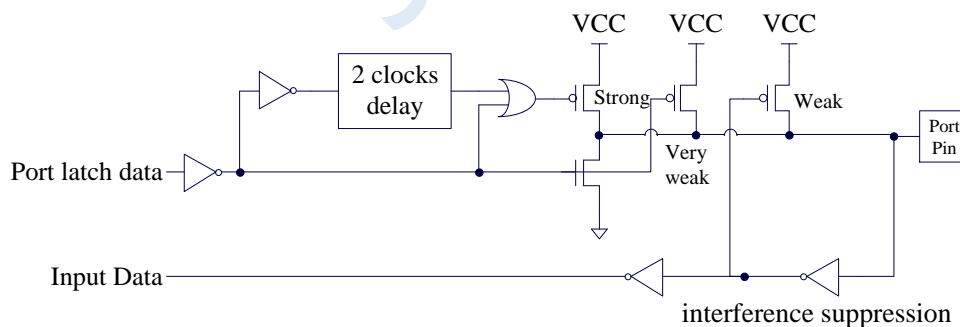 VCC
VCC
VCC
2 clocks
delay
Strong
Weak
Port
Pin
Very
weak
Port latch data
Input Data
interference suppression